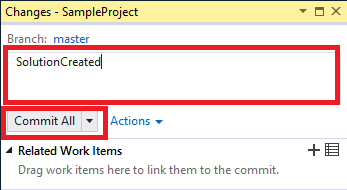 Changes - SampleProject
Branch: master
SolutionCreated
Commit All Actions
Related Work Items
Drag work items here to link them to the commit.